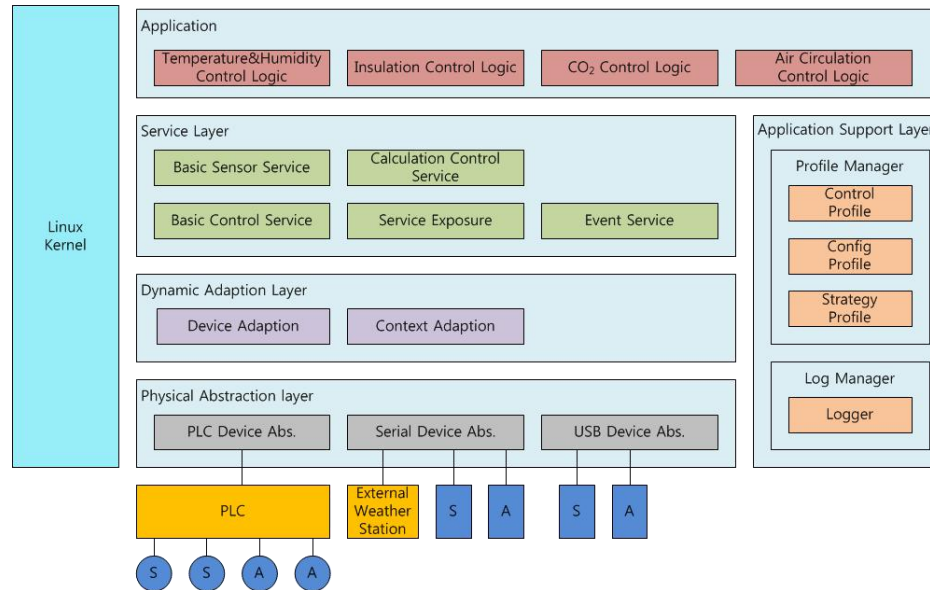 Linux
Kernel
Application
Temperature&Humidity
Control Logic
Insulation Control Logic
CO₂ Control Logic
Air Circulation
Control Logic
Service Layer
Basic Sensor Service
Calculation Control
Service
Basic Control Service
Service Exposure
Event Service
Dynamic Adaption Layer
Device Adaption
Context Adaption
Physical Abstraction layer
PLC Device Abs.
Serial Device Abs.
USB Device Abs.
PLC
External
Weather
Station
S
A
S
A
S
S
A
A
Application Support Layer
Profile Manager
Control
Profile
Config
Profile
Strategy
Profile
Log Manager
Logger